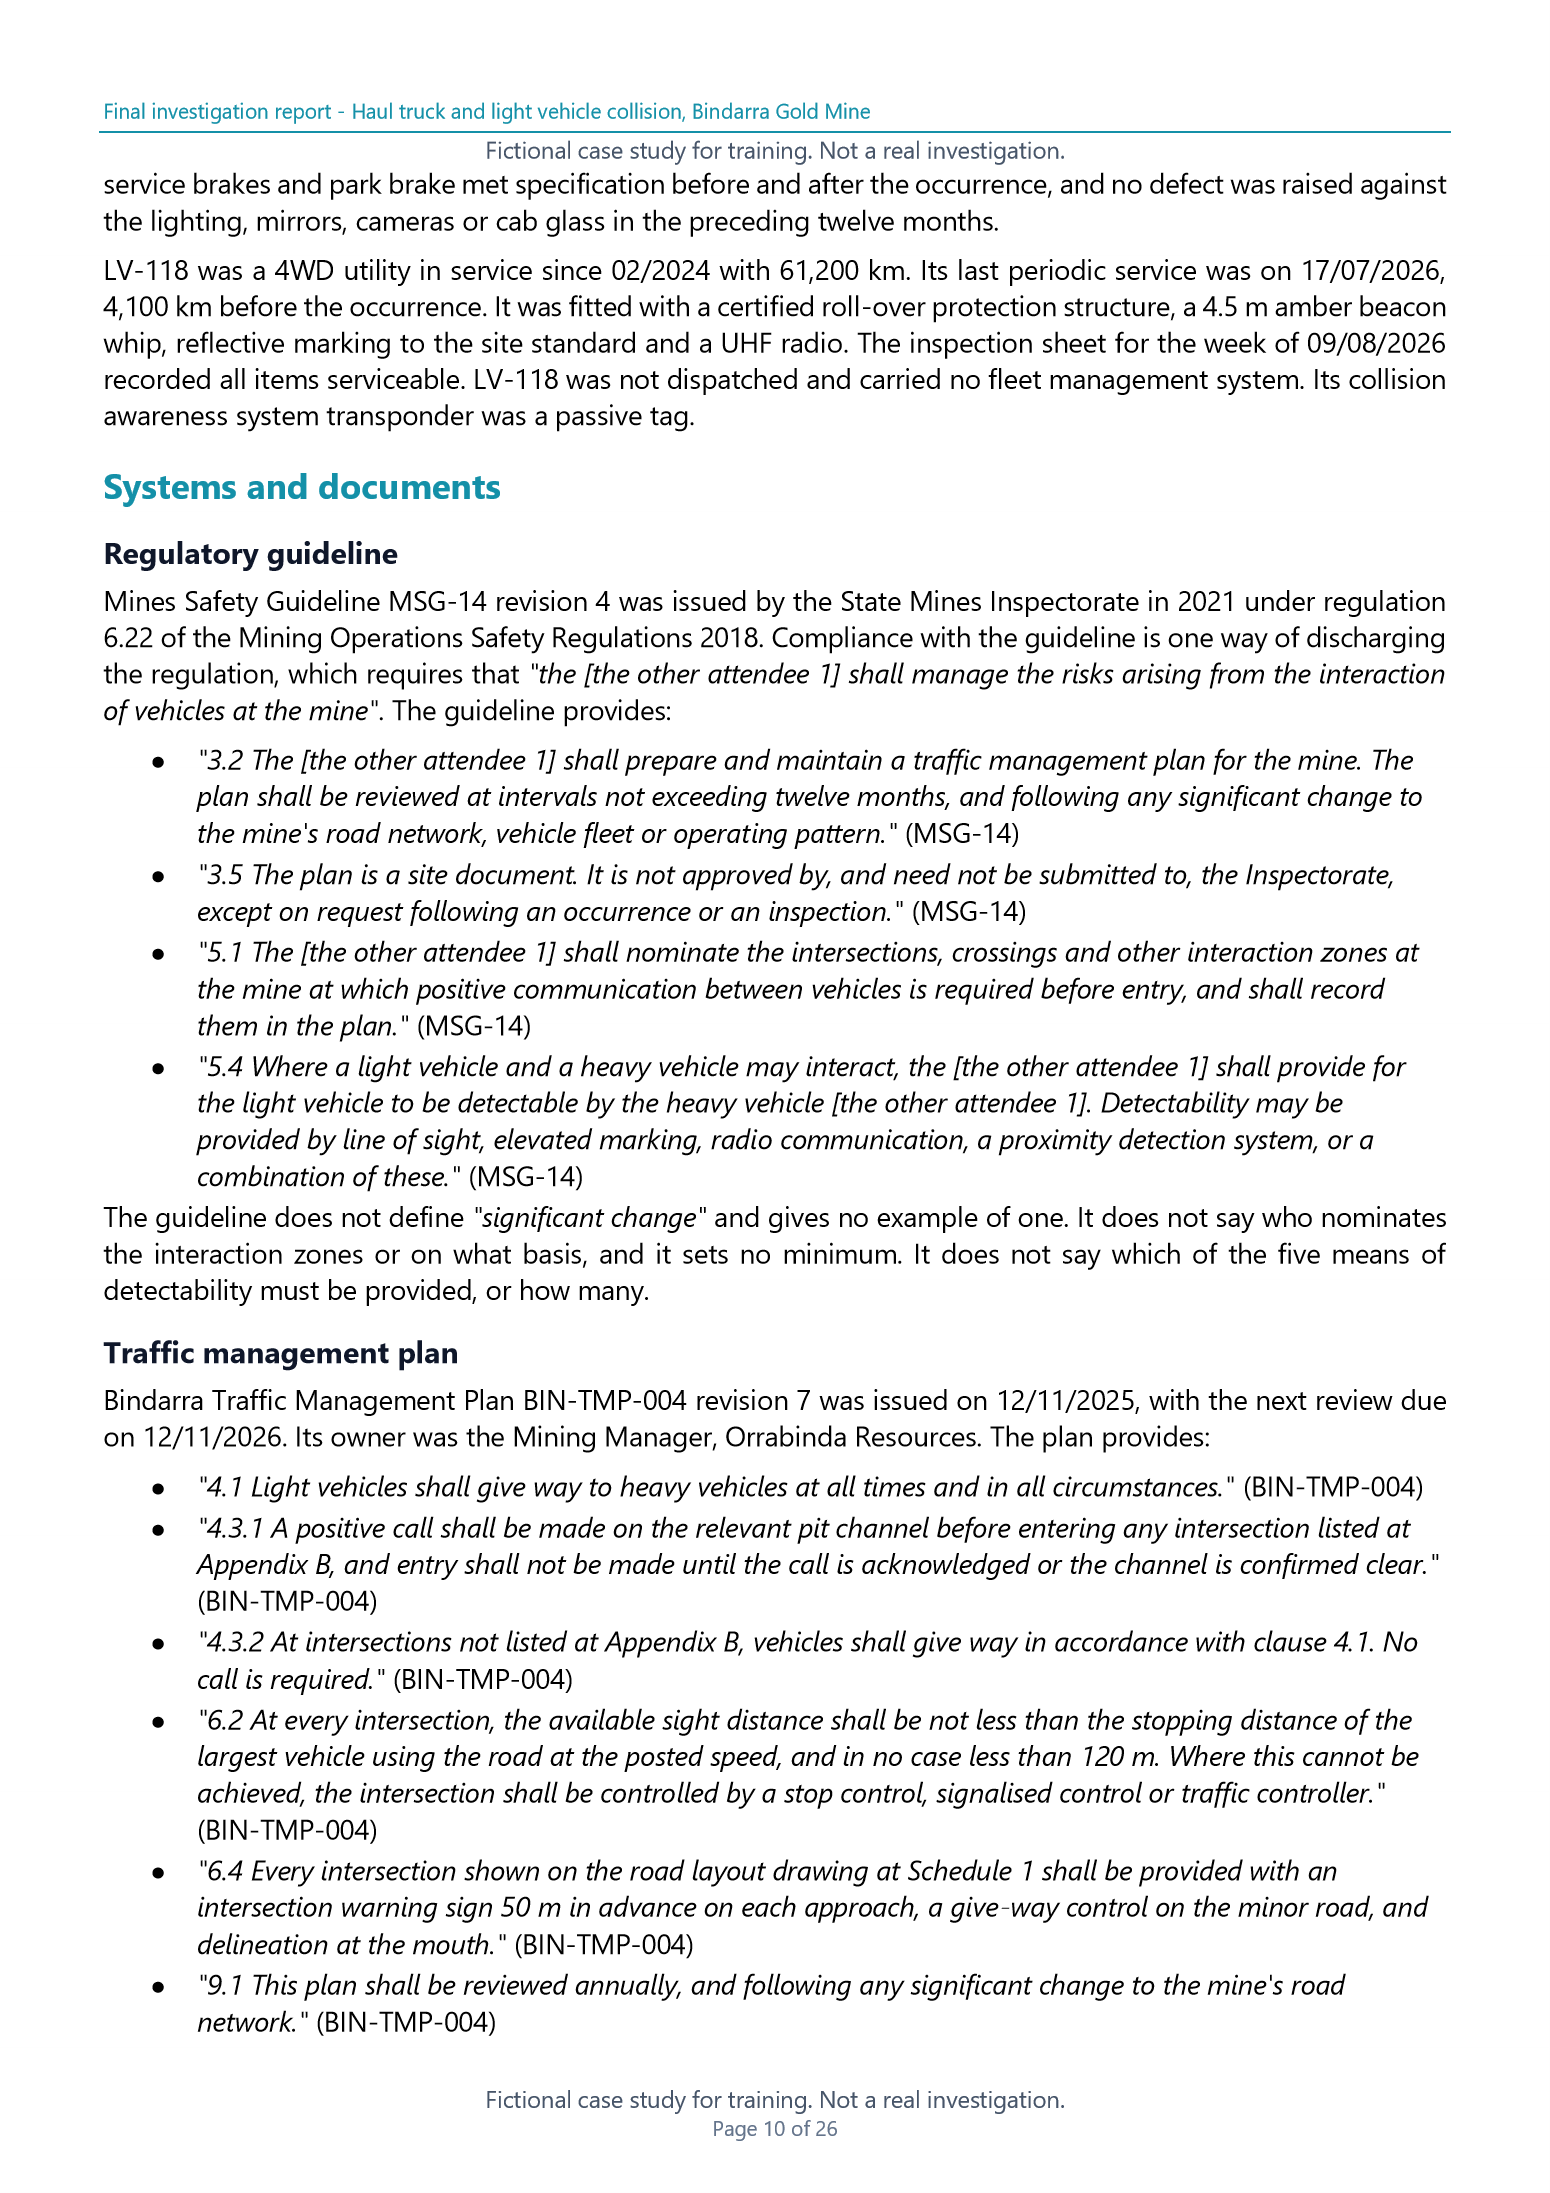 Final investigation report - Haul truck and light vehicle collision, Bindarra Gold Mine
Fictional case study for training. Not a real investigation.
service brakes and park brake met specification before and after the occurrence, and no defect was raised against
the lighting, mirrors, cameras or cab glass in the preceding twelve months.
LV-118 was a 4WD utility in service since 02/2024 with 61,200 km. Its last periodic service was on 17/07/2026,
4,100 km before the occurrence. It was fitted with a certified roll-over protection structure, a 4.5 m amber beacon
whip, reflective marking to the site standard and a UHF radio. The inspection sheet for the week of 09/08/2026
recorded all items serviceable. LV-118 was not dispatched and carried no fleet management system. Its collision
awareness system transponder was a passive tag.
Systems and documents
Regulatory guideline
Mines Safety Guideline MSG-14 revision 4 was issued by the State Mines Inspectorate in 2021 under regulation
6.22 of the Mining Operations Safety Regulations 2018. Compliance with the guideline is one way of discharging
the regulation, which requires that "the [the other attendee 1] shall manage the risks arising from the interaction
of vehicles at the mine". The guideline provides:
● "3.2 The [the other attendee 1] shall prepare and maintain a traffic management plan for the mine. The
plan shall be reviewed at intervals not exceeding twelve months, and following any significant change to
the mine's road network, vehicle fleet or operating pattern." (MSG-14)
● "3.5 The plan is a site document. It is not approved by, and need not be submitted to, the Inspectorate,
except on request following an occurrence or an inspection." (MSG-14)
● "5.1 The [the other attendee 1] shall nominate the intersections, crossings and other interaction zones at
the mine at which positive communication between vehicles is required before entry, and shall record
them in the plan." (MSG-14)
● "5.4 Where a light vehicle and a heavy vehicle may interact, the [the other attendee 1] shall provide for
the light vehicle to be detectable by the heavy vehicle [the other attendee 1]. Detectability may be
provided by line of sight, elevated marking, radio communication, a proximity detection system, or a
combination of these." (MSG-14)
The guideline does not define "significant change" and gives no example of one. It does not say who nominates
the interaction zones or on what basis, and it sets no minimum. It does not say which of the five means of
detectability must be provided, or how many.
Traffic management plan
Bindarra Traffic Management Plan BIN-TMP-004 revision 7 was issued on 12/11/2025, with the next review due
on 12/11/2026. Its owner was the Mining Manager, Orrabinda Resources. The plan provides:
● "4.1 Light vehicles shall give way to heavy vehicles at all times and in all circumstances." (BIN-TMP-004)
● "4.3.1 A positive call shall be made on the relevant pit channel before entering any intersection listed at
Appendix B, and entry shall not be made until the call is acknowledged or the channel is confirmed clear."
(BIN-TMP-004)
● "4.3.2 At intersections not listed at Appendix B, vehicles shall give way in accordance with clause 4.1. No
call is required." (BIN-TMP-004)
● "6.2 At every intersection, the available sight distance shall be not less than the stopping distance of the
largest vehicle using the road at the posted speed, and in no case less than 120 m. Where this cannot be
achieved, the intersection shall be controlled by a stop control, signalised control or traffic controller."
(BIN-TMP-004)
● "6.4 Every intersection shown on the road layout drawing at Schedule 1 shall be provided with an
intersection warning sign 50 m in advance on each approach, a give-way control on the minor road, and
delineation at the mouth." (BIN-TMP-004)
● "9.1 This plan shall be reviewed annually, and following any significant change to the mine's road
network." (BIN-TMP-004)
Fictional case study for training. Not a real investigation.
Page 10 of 26